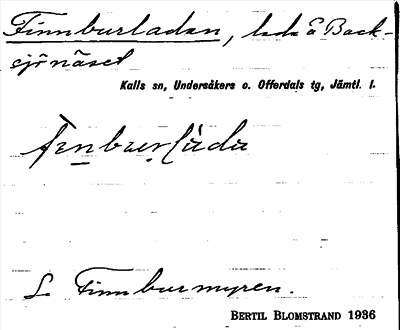 Finnburladan, lada å Back-
sjönäset
Kalls sn, Undersåkers o. Offerdals tg, Jämtl. l.
Finnburmyren.
BERTIL BLOMSTRAND 1936